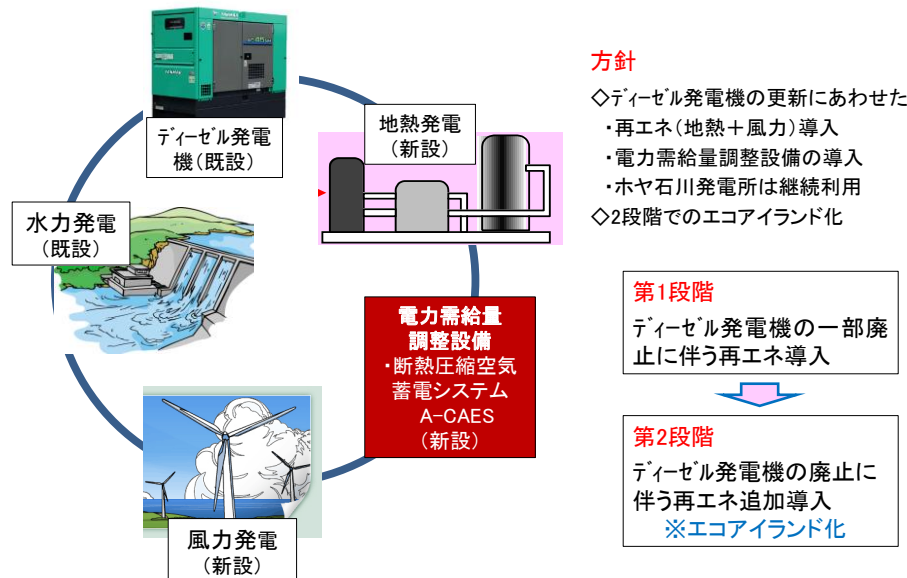 ディーゼル発電
機(既設)
地熱発電
(新設)
水力発電
(既設)
電力需給量
調整設備
・断熱圧縮空気
蓄電システム
A-CAES
(新設)
風力発電
(新設)
方針
◇ディーゼル発電機の更新にあわせた
・再エネ(地熱+風力)導入
・電力需給量調整設備の導入
・ホヤ石川発電所は継続利用
◇2段階でのエコアイランド化
第1段階
ディーゼル発電機の一部廃
止に伴う再エネ導入
第2段階
ディーゼル発電機の廃止に
伴う再エネ追加導入
※エコアイランド化